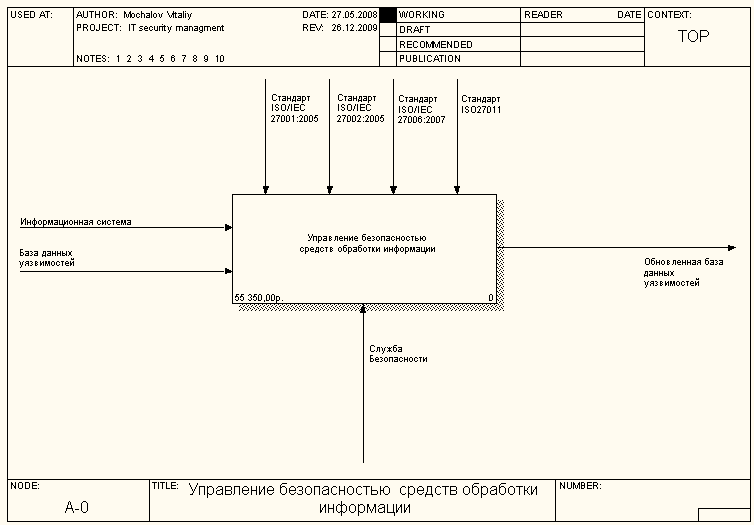 USED AT:
AUTHOR: Mochalov Vitaliy
DATE: 27.05.2008
WORKING
READER
DATE
CONTEXT:
PROJECT: IT security managment
REV: 26.12.2009
DRAFT
TOP
RECOMMENDED
NOTES: 1 2 3 4 5 6 7 8 9 10
PUBLICATION
Стандарт
ISO/IEC
27001:2005
Стандарт
ISO/IEC
27002:2005
Стандарт
ISO/IEC
27006:2007
Стандарт
ISO27011
Информационная система
База данных
уязвимостей
Управление безопасностью
средств обработки информации
55 350,00р.
0
Обновленная база
данных
уязвимостей
Служба
Безопасности
NODE:
A-0
TITLE:
Управление безопасностью средств обработки
информации
NUMBER: